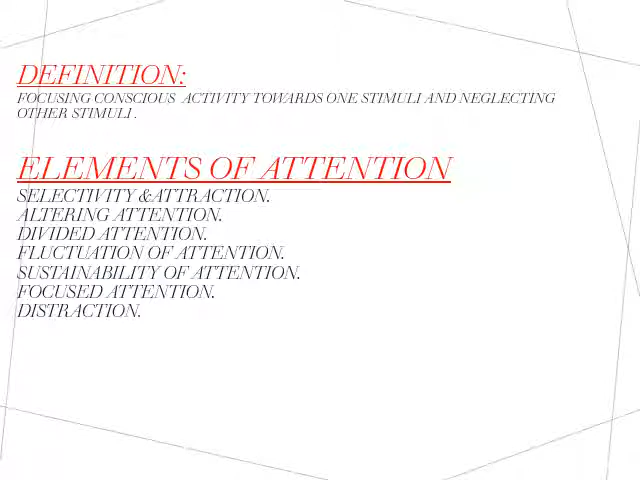 DEFINITION:
FOCUSING CONSCIOUS ACTIVITY TOWARDS ONE STIMULI AND NEGLECTING
OTHER STIMULI .
ELEMENTS OF ATTENTION
SELECTIVITY &ATTRACTION.
ALTERING ATTENTION.
DIVIDED ATTENTION.
FLUCTUATION OF ATTENTION.
SUSTAINABILITY OF ATTENTION.
FOCUSED ATTENTION.
DISTRACTION.